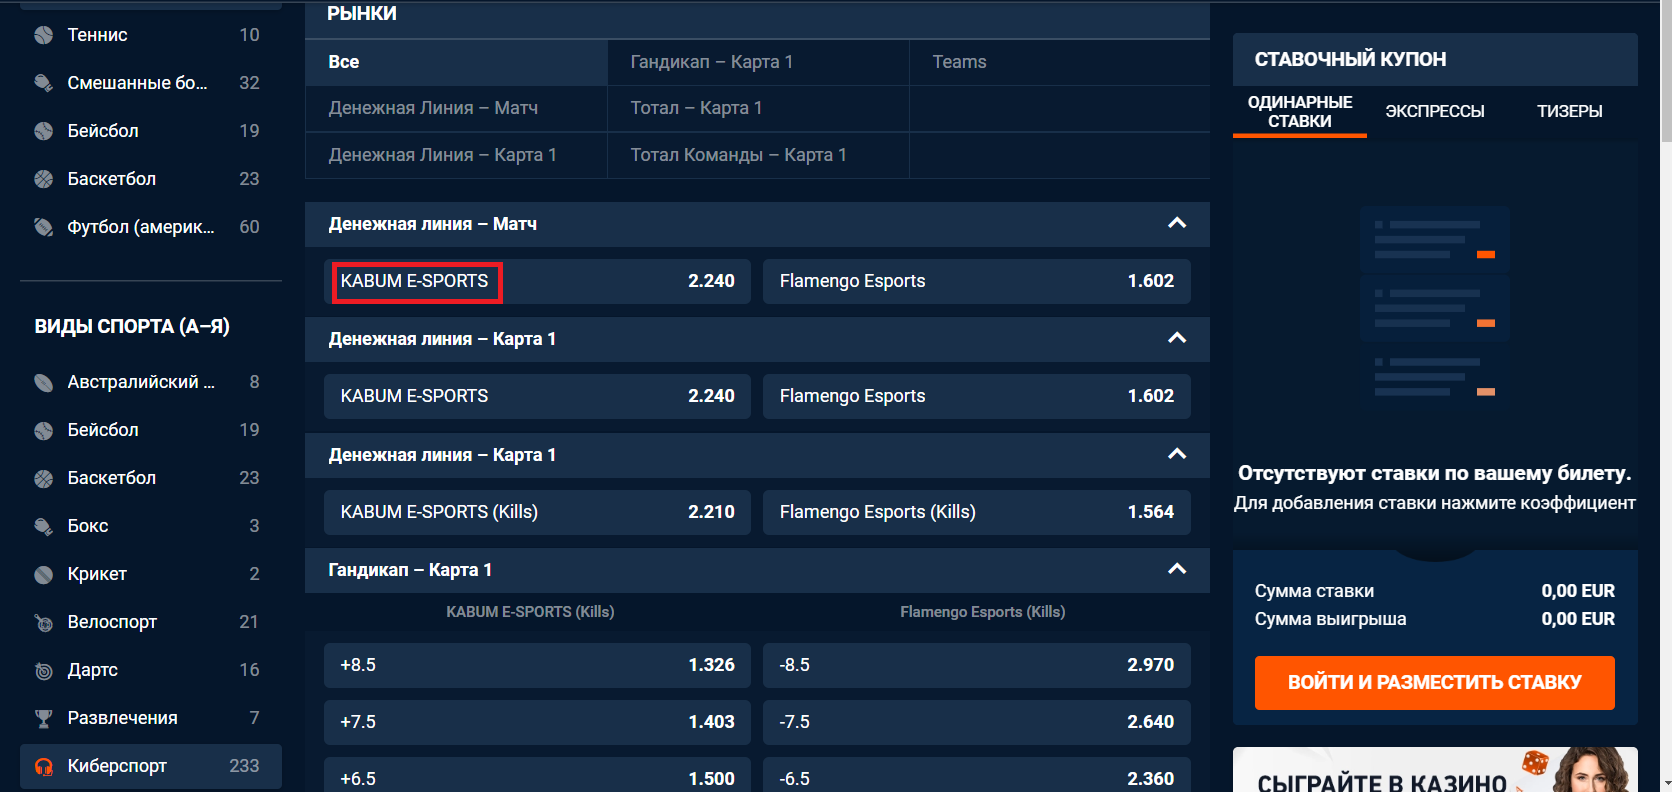 Теннис 10
Смешанные бо... 32
Бейсбол 19
Баскетбол 23
Футбол (америк... 60
ВИДЫ СПОРТА (А–Я)
Австралийский ... 8
Бейсбол 19
Баскетбол 23
Бокс 3
Крикет 2
Велоспорт 21
Дартс 16
Развлечения 7
Киберспорт 233
РЫНКИ
Все Гандикап – Карта 1 Teams
Денежная Линия – Матч Тотал – Карта 1
Денежная Линия – Карта 1 Тотал Команды – Карта 1
Денежная линия – Матч
KABUM E-SPORTS 2.240 Flamengo Esports 1.602
Денежная линия – Карта 1
KABUM E-SPORTS 2.240 Flamengo Esports 1.602
Денежная линия – Карта 1
KABUM E-SPORTS (Kills) 2.210 Flamengo Esports (Kills) 1.564
Гандикап – Карта 1
KABUM E-SPORTS (Kills) Flamengo Esports (Kills)
+8.5 1.326 -8.5 2.970
+7.5 1.403 -7.5 2.640
+6.5 1.500 -6.5 2.360
СТАВОЧНЫЙ КУПОН
ОДИНАРНЫЕ
СТАВКИ ЭКСПРЕССЫ ТИЗЕРЫ
Отсутствуют ставки по вашему билету.
Для добавления ставки нажмите коэффициент
Сумма ставки 0,00 EUR
Сумма выигрыша 0,00 EUR
ВОЙТИ И РАЗМЕСТИТЬ СТАВКУ
СЫГРАЙТЕ В КАЗИНО